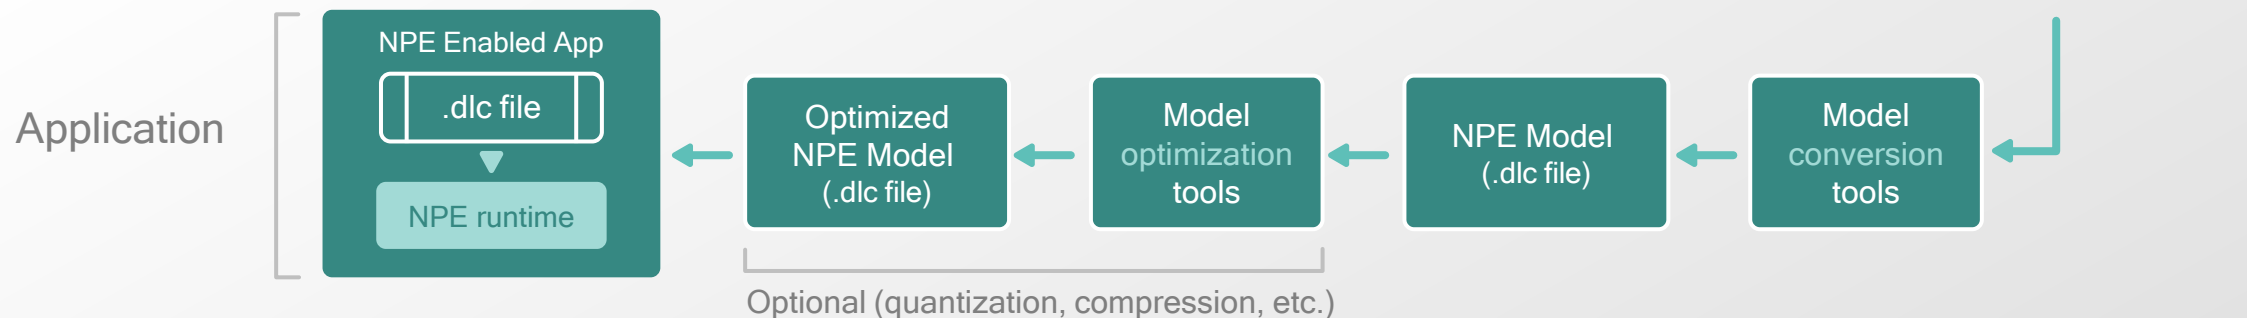 Application
NPE Enabled App
.dlc file
NPE runtime
Optimized
NPE Model
(.dlc file)
Model
optimization
tools
NPE Model
(.dlc file)
Model
conversion
tools
Optional (quantization, compression, etc.)